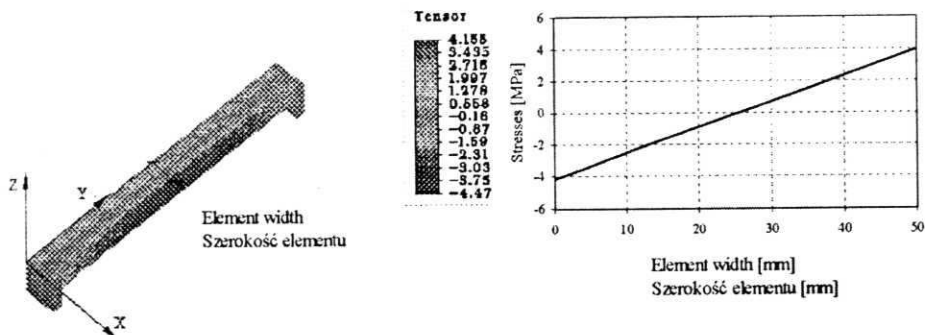 Z
Y
X
Element width
Szerokość elementu
Tensor
4.155
3.435
2.716
1.997
1.278
0.558
-0.16
-0.87
-1.59
-2.31
-3.03
-3.75
-4.47
Stresses [MPa]
6
4
2
0
-2
-4
-6
0 10 20 30 40 50
Element width [mm]
Szerokość elementu [mm]